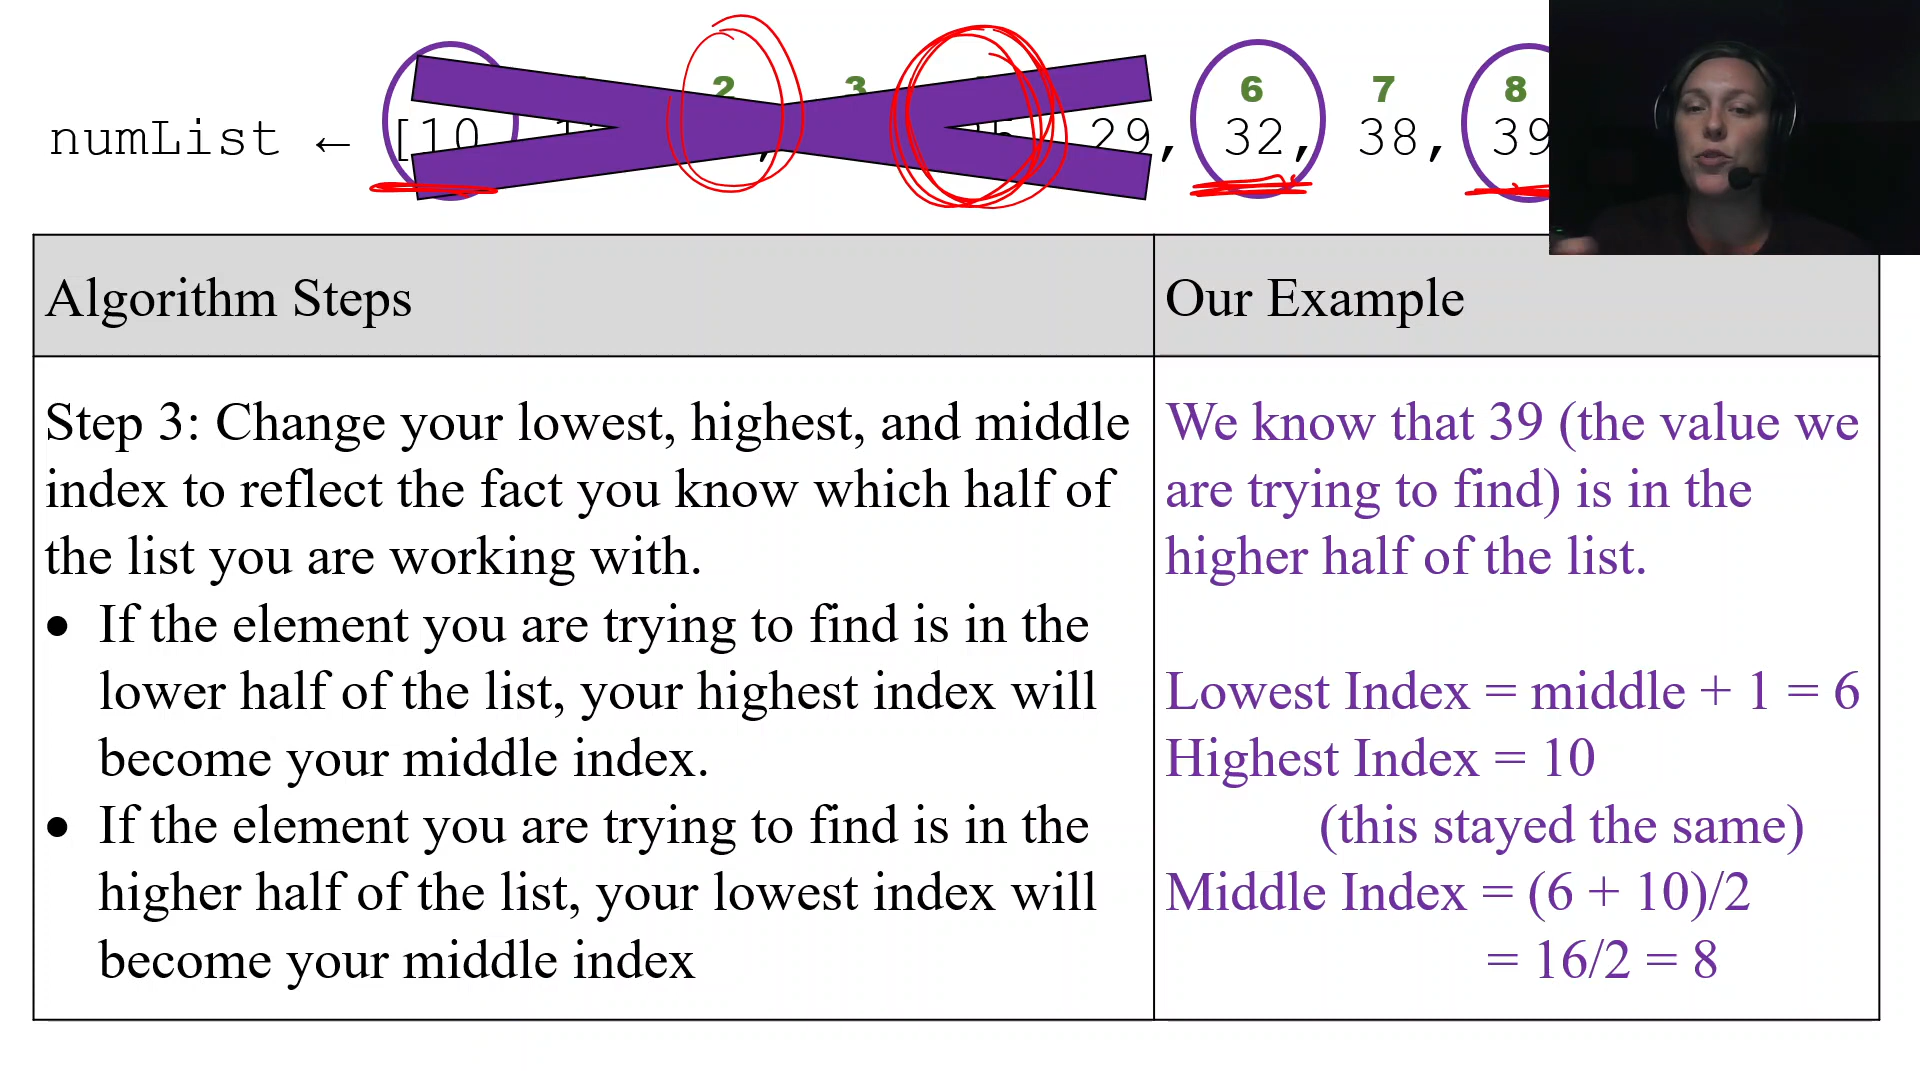 2 3 6 7 8
numList ← [10 29, 32, 38, 39
Algorithm Steps
Our Example
Step 3: Change your lowest, highest, and middle
index to reflect the fact you know which half of
the list you are working with.
• If the element you are trying to find is in the
lower half of the list, your highest index will
become your middle index.
• If the element you are trying to find is in the
higher half of the list, your lowest index will
become your middle index
We know that 39 (the value we
are trying to find) is in the
higher half of the list.
Lowest Index = middle + 1 = 6
Highest Index = 10
(this stayed the same)
Middle Index = (6 + 10)/2
= 16/2 = 8